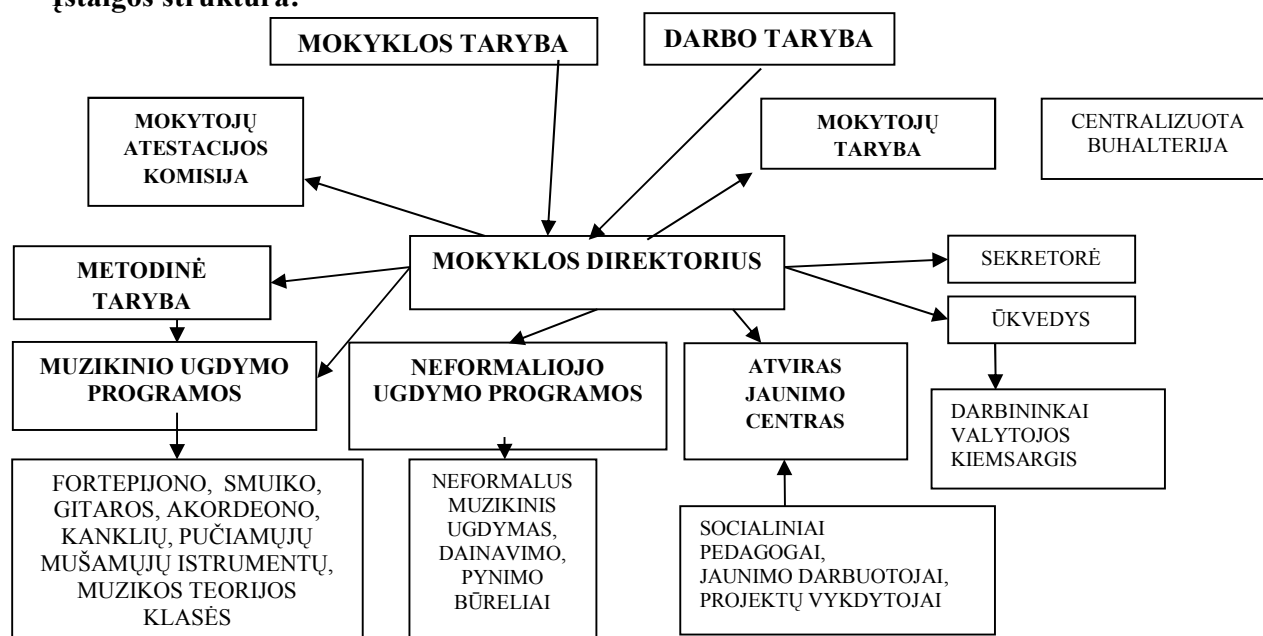 Įstaigos struktūra:
MOKYKLOS TARYBA
DARBO TARYBA
MOKYTOJŲ
ATESTACIJOS
KOMISIJA
MOKYTOJŲ
TARYBA
CENTRALIZUOTA
BUHALTERIJA
METODINĖ
TARYBA
MOKYKLOS DIREKTORIUS
SEKRETORĖ
ŪKVEDYS
MUZIKINIO UGDYMO
PROGRAMOS
NEFORMALIOJO
UGDYMO PROGRAMOS
ATVIRAS
JAUNIMO
CENTRAS
DARBININKAI
VALYTOJOS
KIEMSARGIS
FORTEPIJONO, SMUIKO,
GITAROS, AKORDEONO,
KANKLIŲ, PUČIAMŲJŲ
MUŠAMŲJŲ ISTRUMENTŲ,
MUZIKOS TEORIJOS
KLASĖS
NEFORMALUS
MUZIKINIS
UGDYMAS,
DAINAVIMO,
PYNIMO
BŪRELIAI
SOCIALINIAI
PEDAGOGAI,
JAUNIMO DARBUOTOJAI,
PROJEKTŲ VYKDYTOJAI